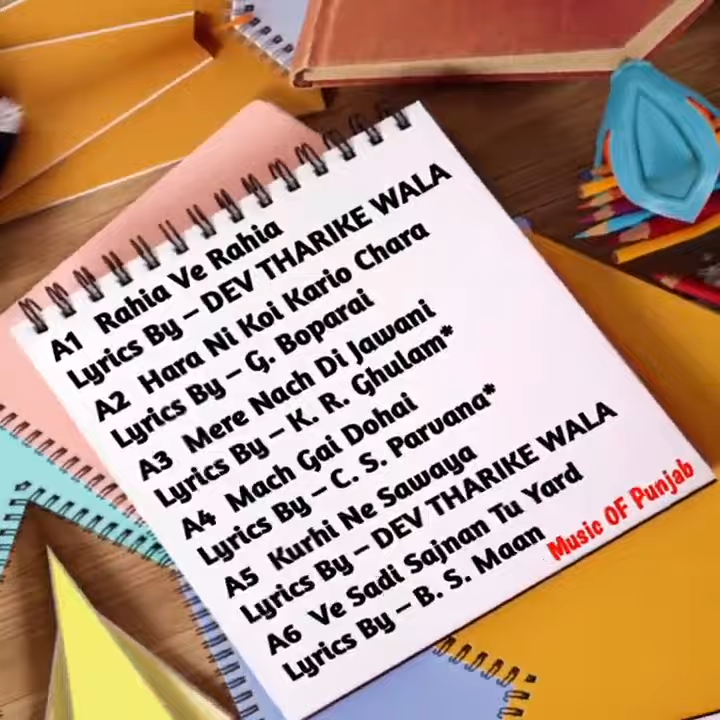 A1 Rahia Ve Rahia
Lyrics By – DEV THARIKE WALA
A2 Hara Ni Koi Kario Chara
Lyrics By – G. Boparai
A3 Mere Nach Di Jawani
Lyrics By – K. R. Ghulam*
A4 Mach Gai Dohai
Lyrics By – C. S. Parvana*
A5 Kurhi Ne Sawaya
Lyrics By – DEV THARIKE WALA
A6 Ve Sadi Sajnan Tu Yard
Lyrics By – B. S. Maan
Music OF Punjab